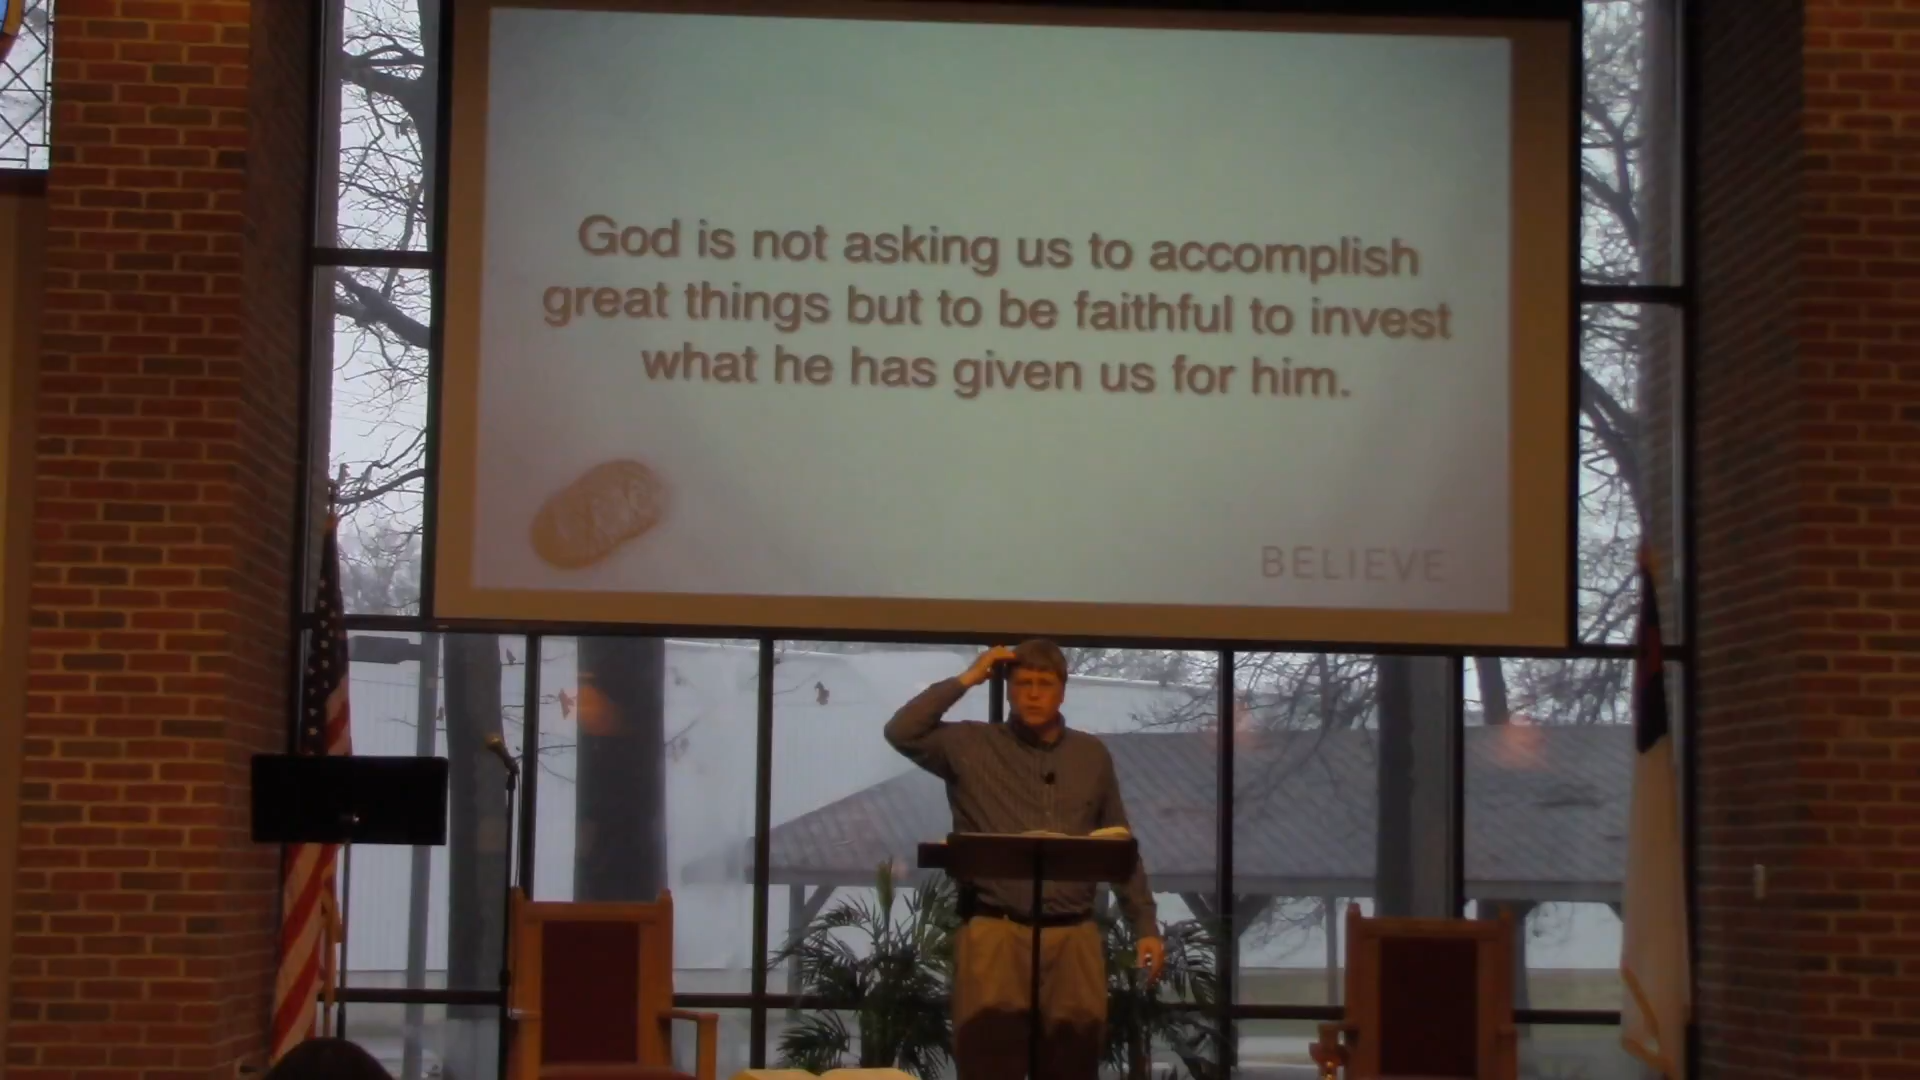 God is not asking us to accomplish
great things but to be faithful to invest
what he has given us for him.
BELIEVE